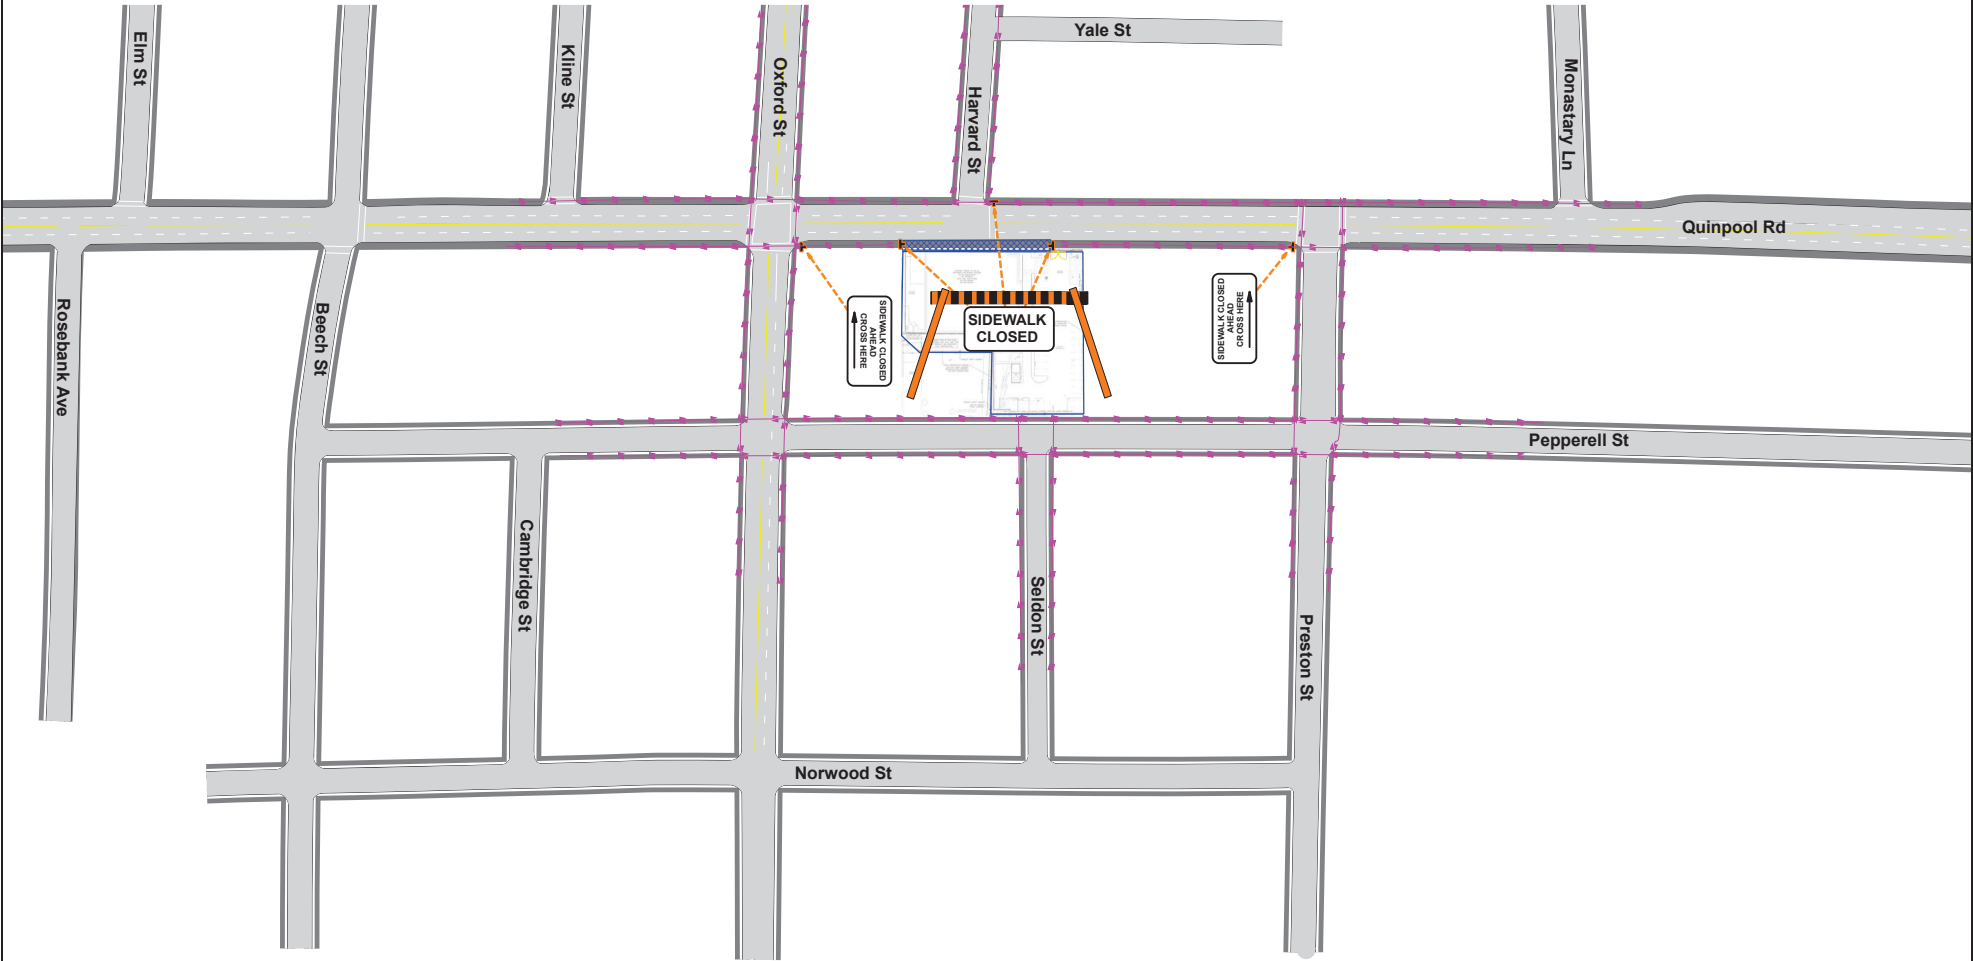 Elm St
Kline St
Oxford St
Harvard St
Yale St
Monastary Ln
Quinpool Rd
Rosebank Ave
Beech St
SIDEWALK CLOSED
AHEAD
CROSS HERE
SIDEWALK
CLOSED
SIDEWALK CLOSED
AHEAD
CROSS HERE
Pepperell St
Cambridge St
Seldon St
Preston St
Norwood St